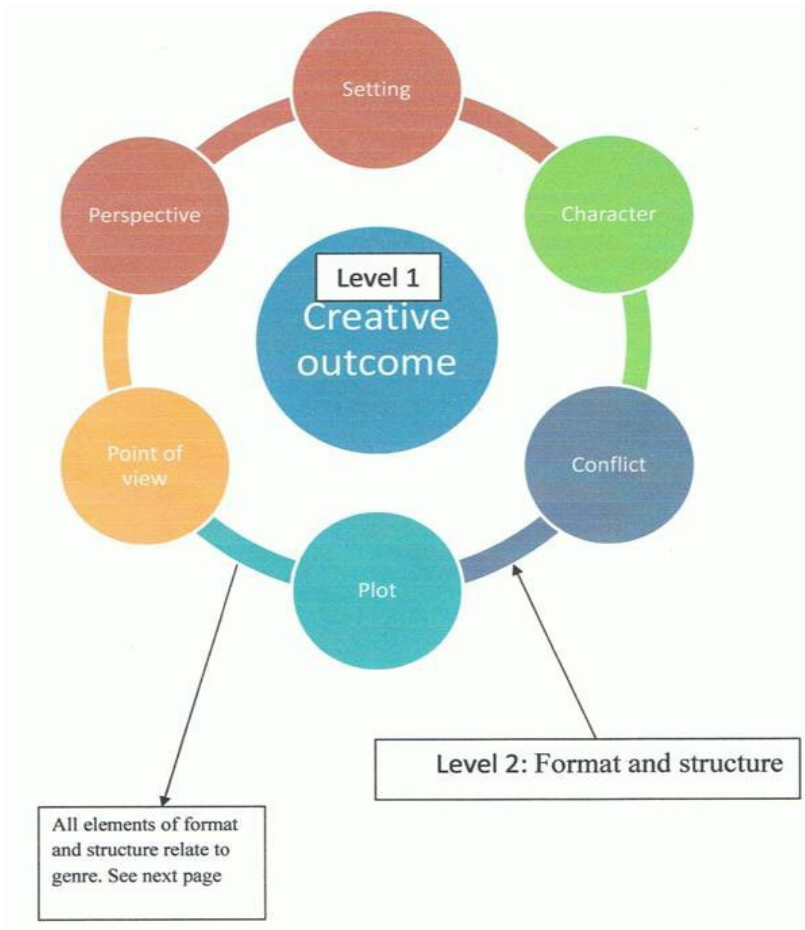 Setting
Perspective
Character
Level 1
Creative
outcome
Point of
view
Conflict
Plot
Level 2: Format and structure
All elements of format
and structure relate to
genre. See next page